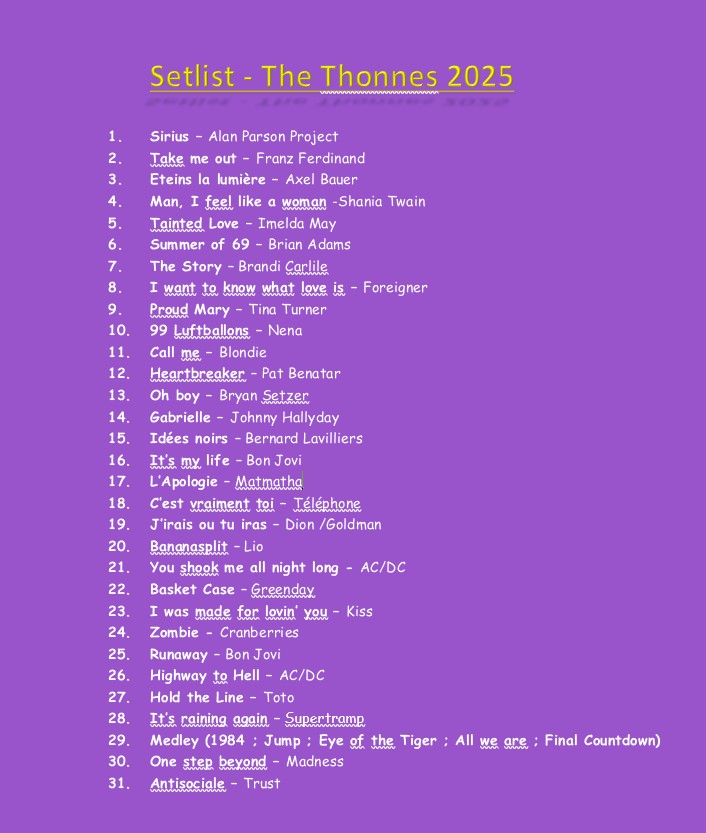 Setlist - The Thonnes 2025
1. Sirius – Alan Parson Project
2. Take me out – Franz Ferdinand
3. Eteins la lumière – Axel Bauer
4. Man, I feel like a woman -Shania Twain
5. Tainted Love – Imelda May
6. Summer of 69 – Brian Adams
7. The Story – Brandi Carlile
8. I want to know what love is – Foreigner
9. Proud Mary – Tina Turner
10. 99 Luftballons – Nena
11. Call me – Blondie
12. Heartbreaker – Pat Benatar
13. Oh boy – Bryan Setzer
14. Gabrielle – Johnny Hallyday
15. Idées noirs – Bernard Lavilliers
16. It's my life – Bon Jovi
17. L'Apologie – Matmatha
18. C'est vraiment toi – Téléphone
19. J'irais ou tu iras – Dion /Goldman
20. Bananasplit – Lio
21. You shook me all night long - AC/DC
22. Basket Case – Greenday
23. I was made for lovin' you – Kiss
24. Zombie - Cranberries
25. Runaway – Bon Jovi
26. Highway to Hell – AC/DC
27. Hold the Line – Toto
28. It's raining again – Supertramp
29. Medley (1984 ; Jump ; Eye of the Tiger ; All we are ; Final Countdown)
30. One step beyond – Madness
31. Antisociale – Trust